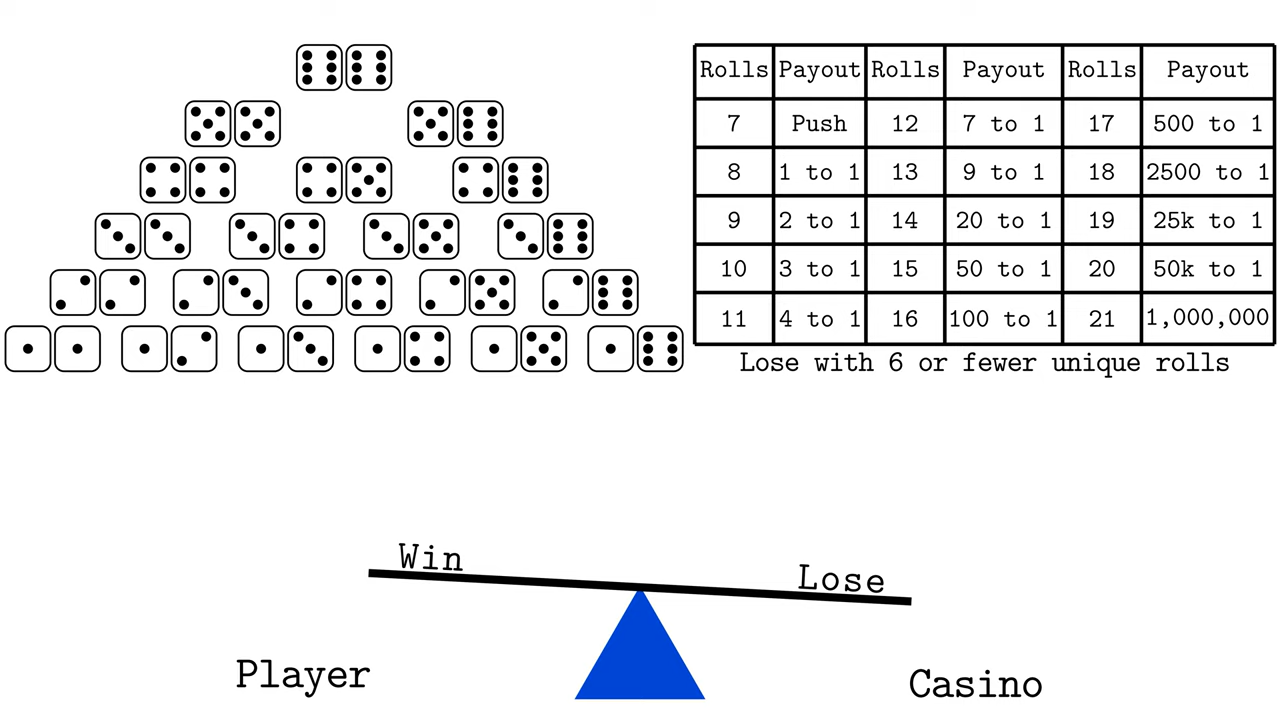 Rolls Payout Rolls Payout Rolls Payout
7 Push 12 7 to 1 17 500 to 1
8 1 to 1 13 9 to 1 18 2500 to 1
9 2 to 1 14 20 to 1 19 25k to 1
10 3 to 1 15 50 to 1 20 50k to 1
11 4 to 1 16 100 to 1 21 1,000,000
Lose with 6 or fewer unique rolls
Win
Lose
Player
Casino